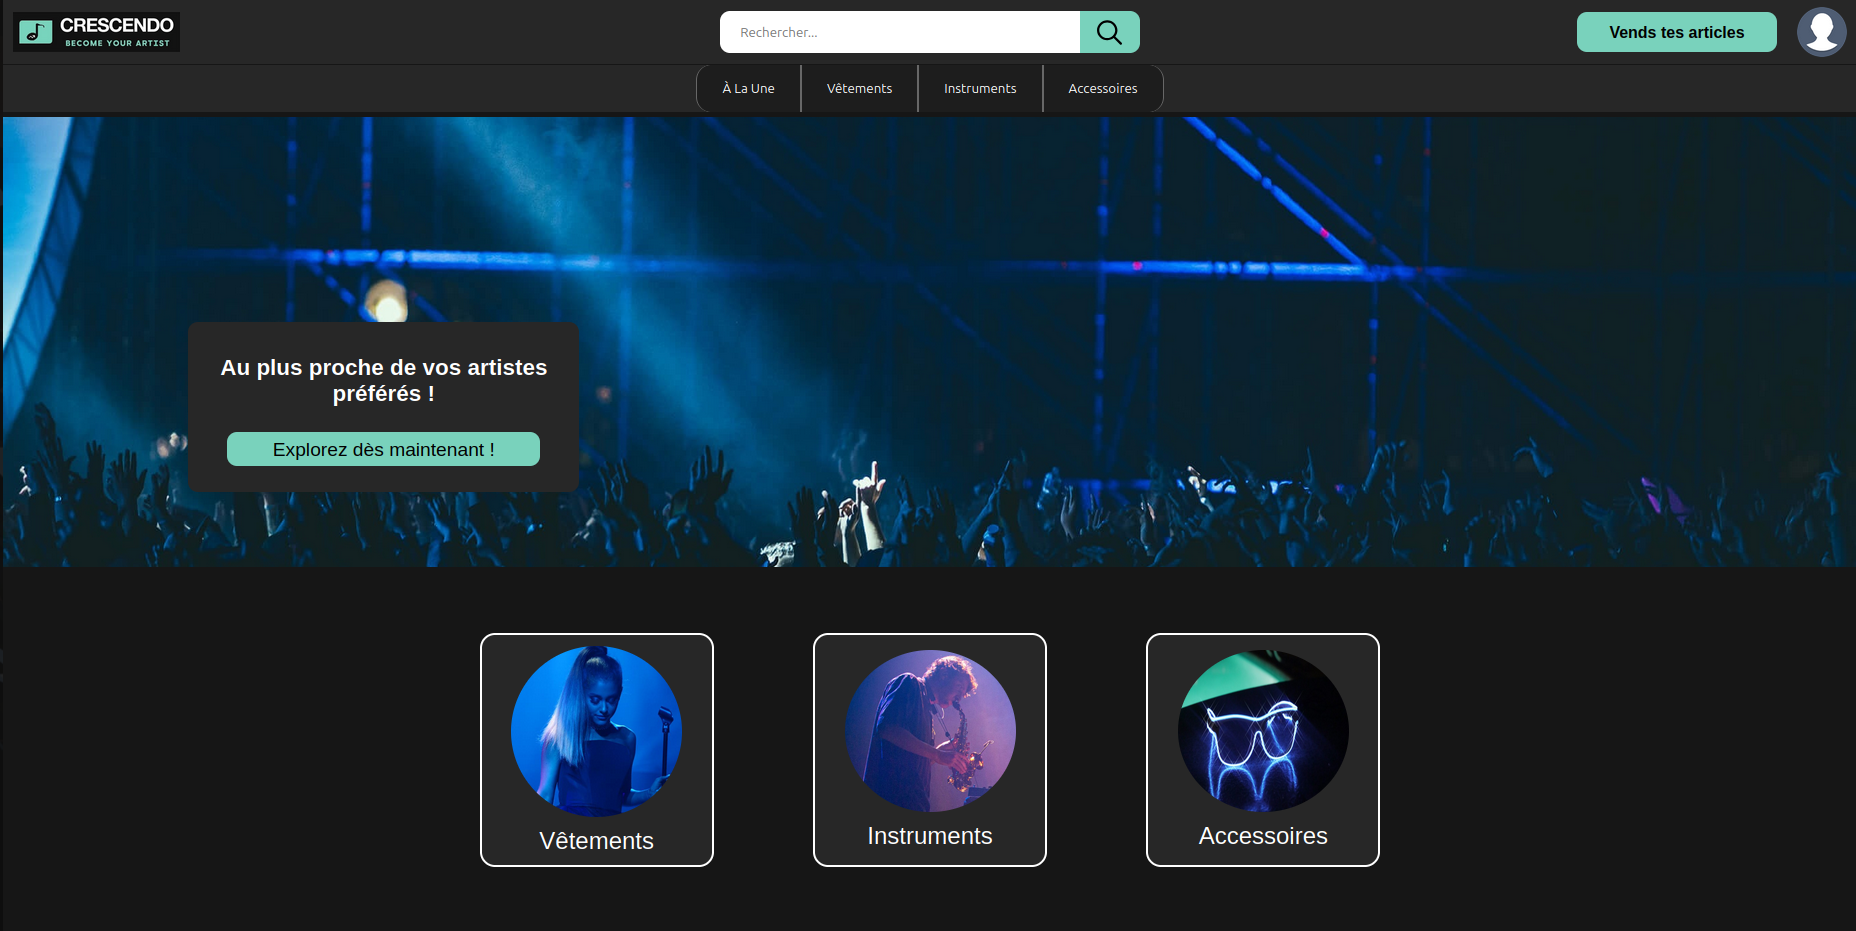 CRESCENDO
BECOME YOUR ARTIST
Rechercher...
Vends tes articles
À La Une
Vêtements
Instruments
Accessoires
Au plus proche de vos artistes
préférés !
Explorez dès maintenant !
Vêtements
Instruments
Accessoires